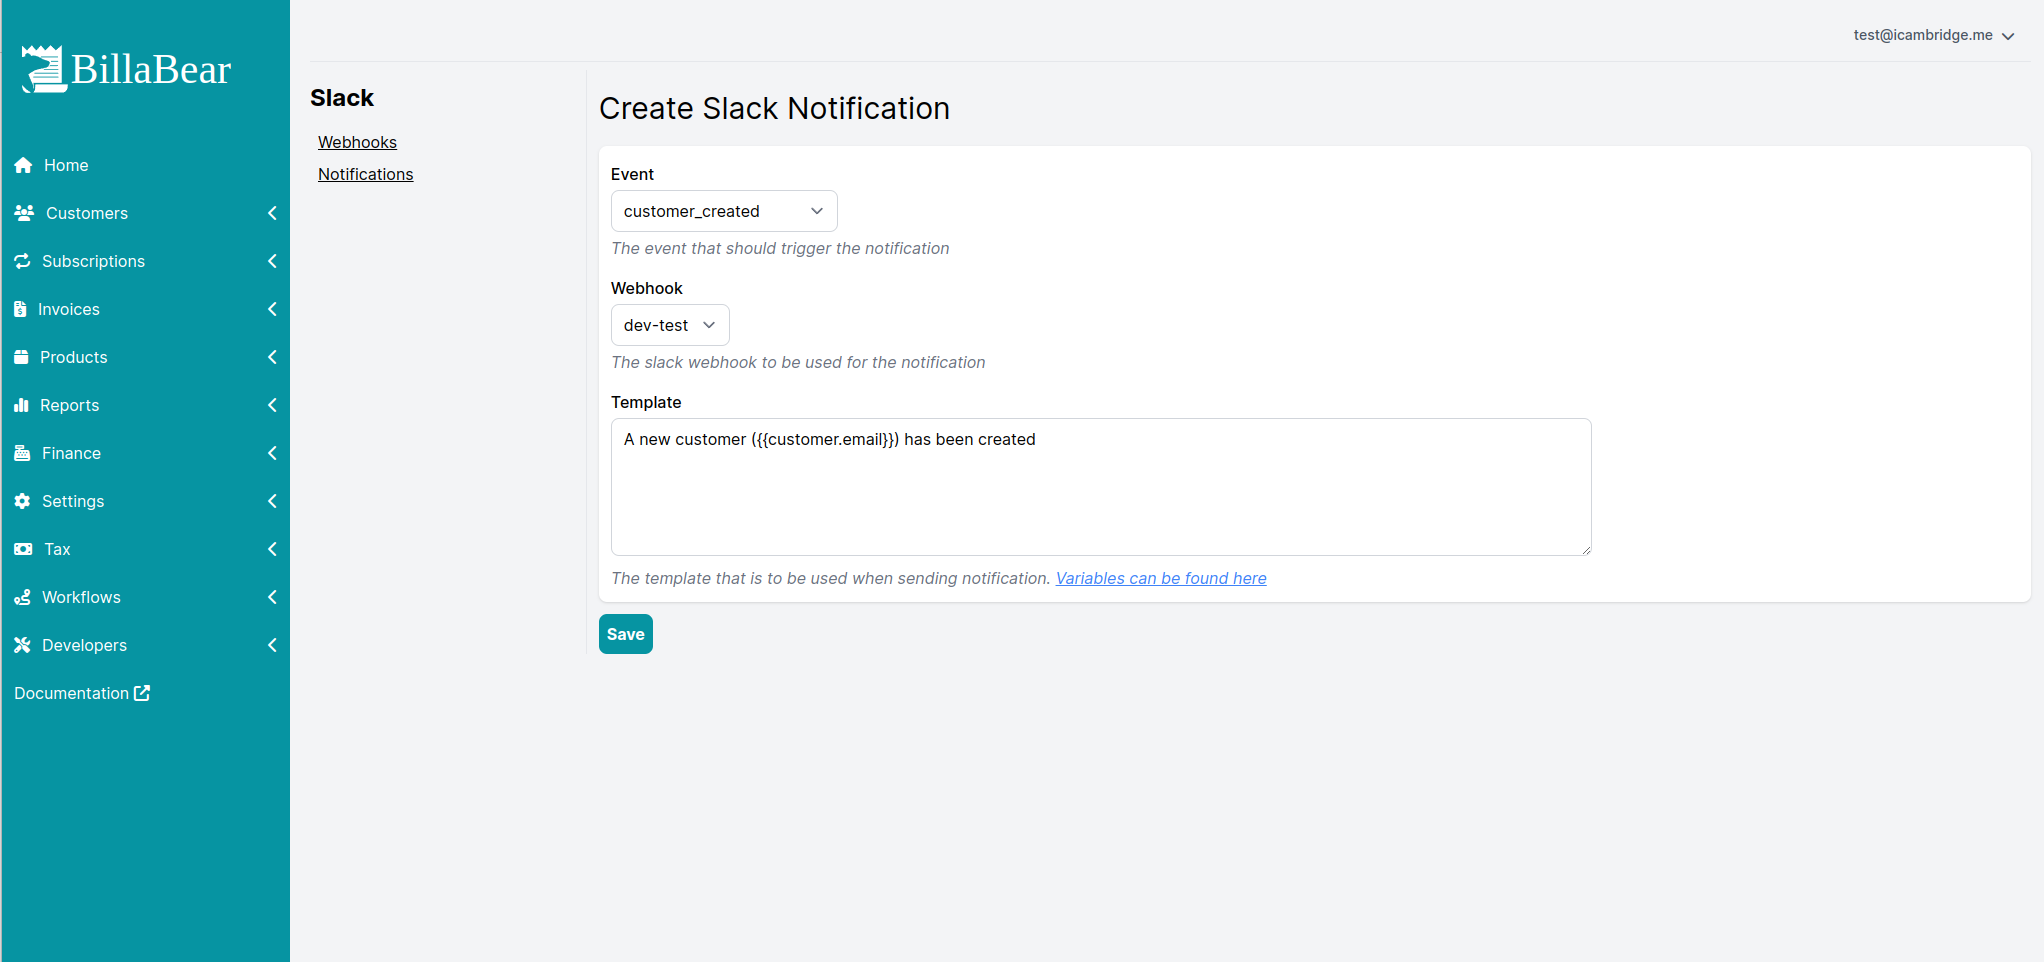 BillaBear
Home
Customers
Subscriptions
Invoices
Products
Reports
Finance
Settings
Tax
Workflows
Developers
Documentation
test@icambridge.me
Slack
Webhooks
Notifications
Create Slack Notification
Event
customer_created
The event that should trigger the notification
Webhook
dev-test
The slack webhook to be used for the notification
Template
A new customer ({{customer.email}}) has been created
The template that is to be used when sending notification. Variables can be found here
Save